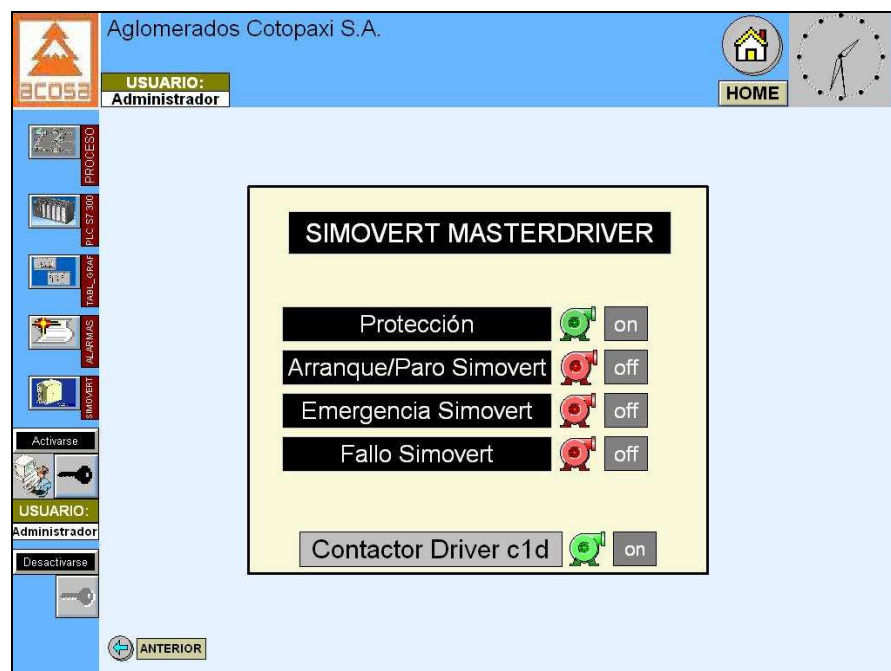 Aglomerados Cotopaxi S.A.
acosa
USUARIO:
Administrador
HOME
PROCESO
PLC S7 300
TABL_GRAF
ALARMAS
SIMOVERT
Activarse
USUARIO:
Administrador
Desactivarse
SIMOVERT MASTERDRIVER
Protección on
Arranque/Paro Simovert off
Emergencia Simovert off
Fallo Simovert off
Contactor Driver c1d on
ANTERIOR